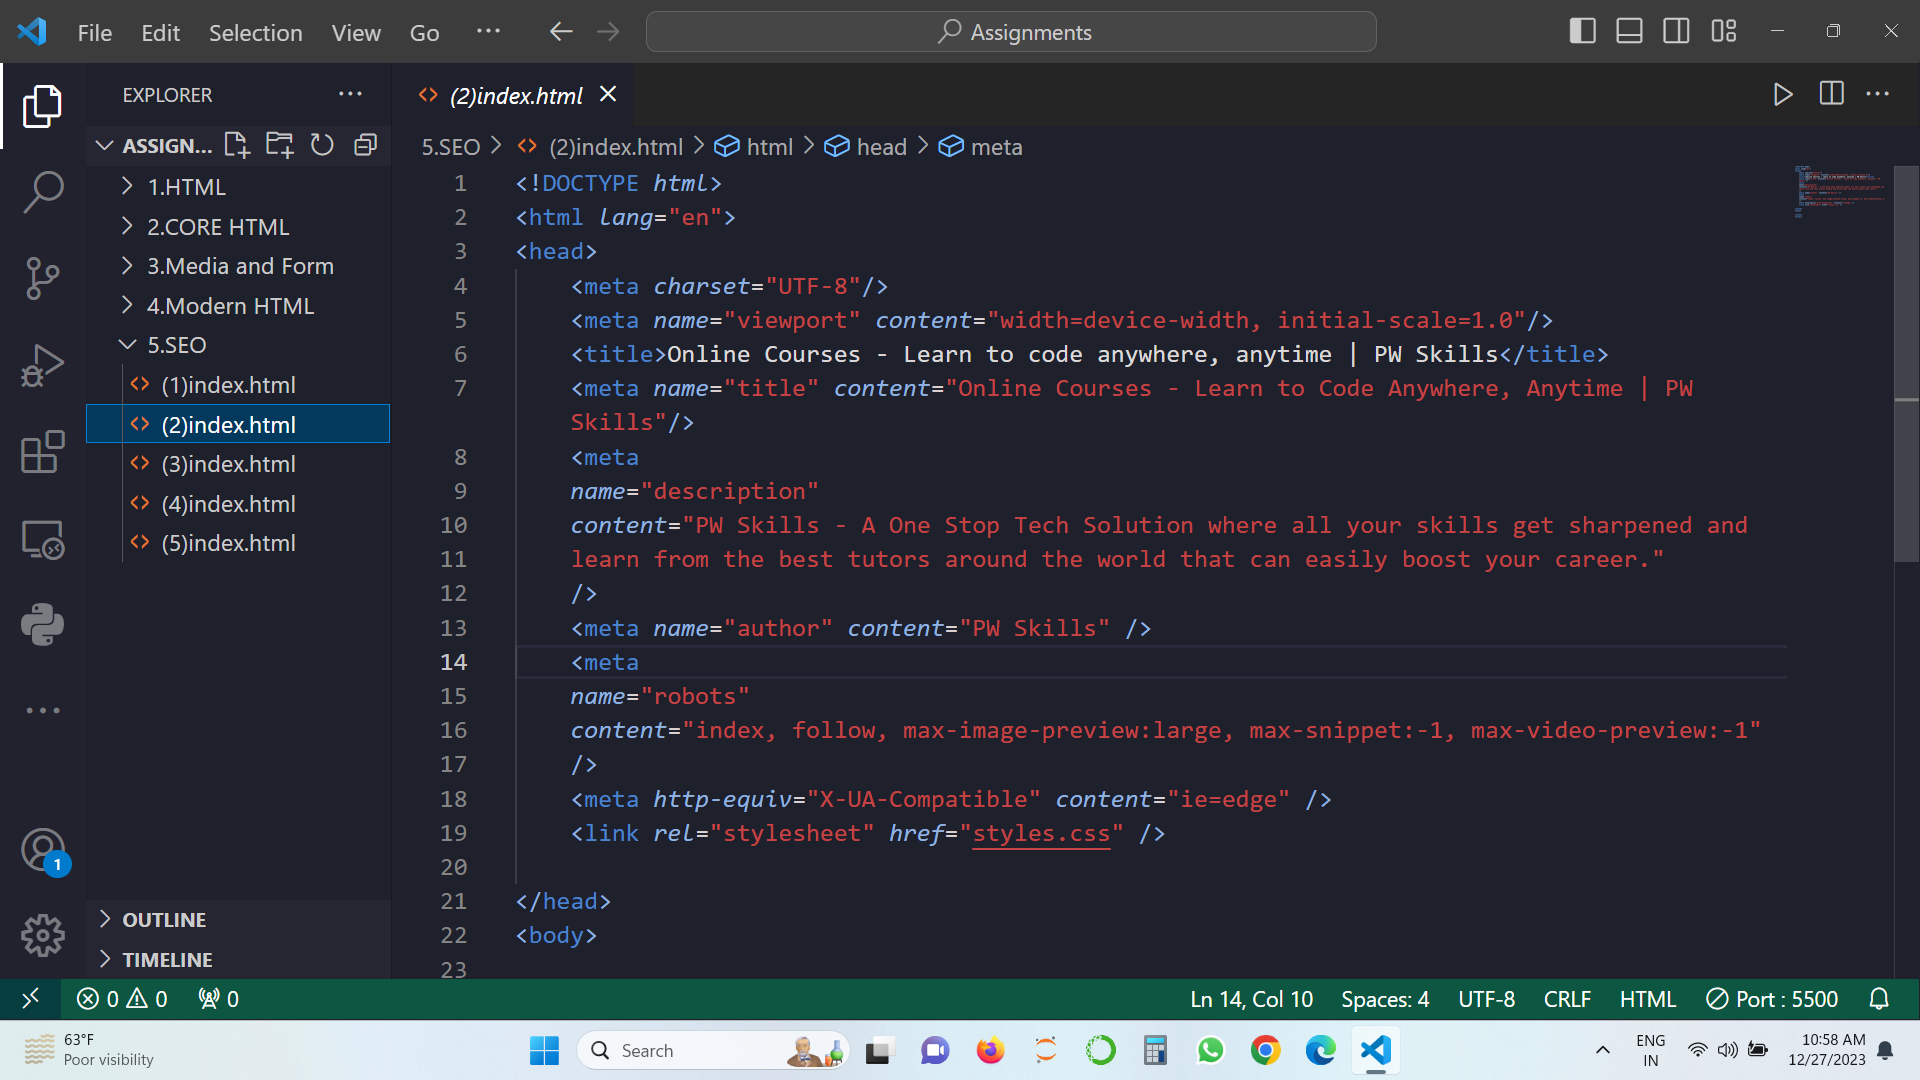 File Edit Selection View Go ··· Assignments
EXPLORER ···
(2)index.html
ASSIGN...
5.SEO > (2)index.html > html > head > meta
1.HTML
2.CORE HTML
3.Media and Form
4.Modern HTML
5.SEO
(1)index.html
(2)index.html
(3)index.html
(4)index.html
(5)index.html
OUTLINE
TIMELINE
1
1 <!DOCTYPE html>
2 <html lang="en">
3 <head>
4 <meta charset="UTF-8"/>
5 <meta name="viewport" content="width=device-width, initial-scale=1.0"/>
6 <title>Online Courses - Learn to code anywhere, anytime | PW Skills</title>
7 <meta name="title" content="Online Courses - Learn to Code Anywhere, Anytime | PW
Skills"/>
8 <meta
9 name="description"
10 content="PW Skills - A One Stop Tech Solution where all your skills get sharpened and
11 learn from the best tutors around the world that can easily boost your career."
12 />
13 <meta name="author" content="PW Skills" />
14 <meta
15 name="robots"
16 content="index, follow, max-image-preview:large, max-snippet:-1, max-video-preview:-1"
17 />
18 <meta http-equiv="X-UA-Compatible" content="ie=edge" />
19 <link rel="stylesheet" href="styles.css" />
20
21 </head>
22 <body>
23
0 0 0 Ln 14, Col 10 Spaces: 4 UTF-8 CRLF HTML Port : 5500
63°F
Poor visibility
Search
ENG
IN
10:58 AM
12/27/2023